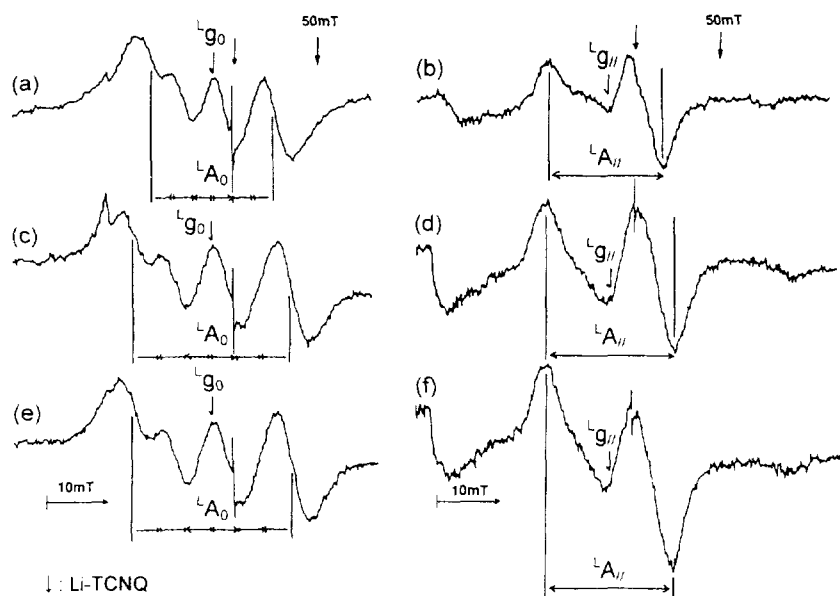 50mT
50mT
ᴸg₀
(a)
ᴸA₀
(b)
ᴸg//
ᴸA//
(c)
ᴸg₀
ᴸA₀
(d)
ᴸg//
ᴸA//
(e)
ᴸg₀
ᴸA₀
10mT
(f)
ᴸg//
ᴸA//
10mT
↓ : Li-TCNQ